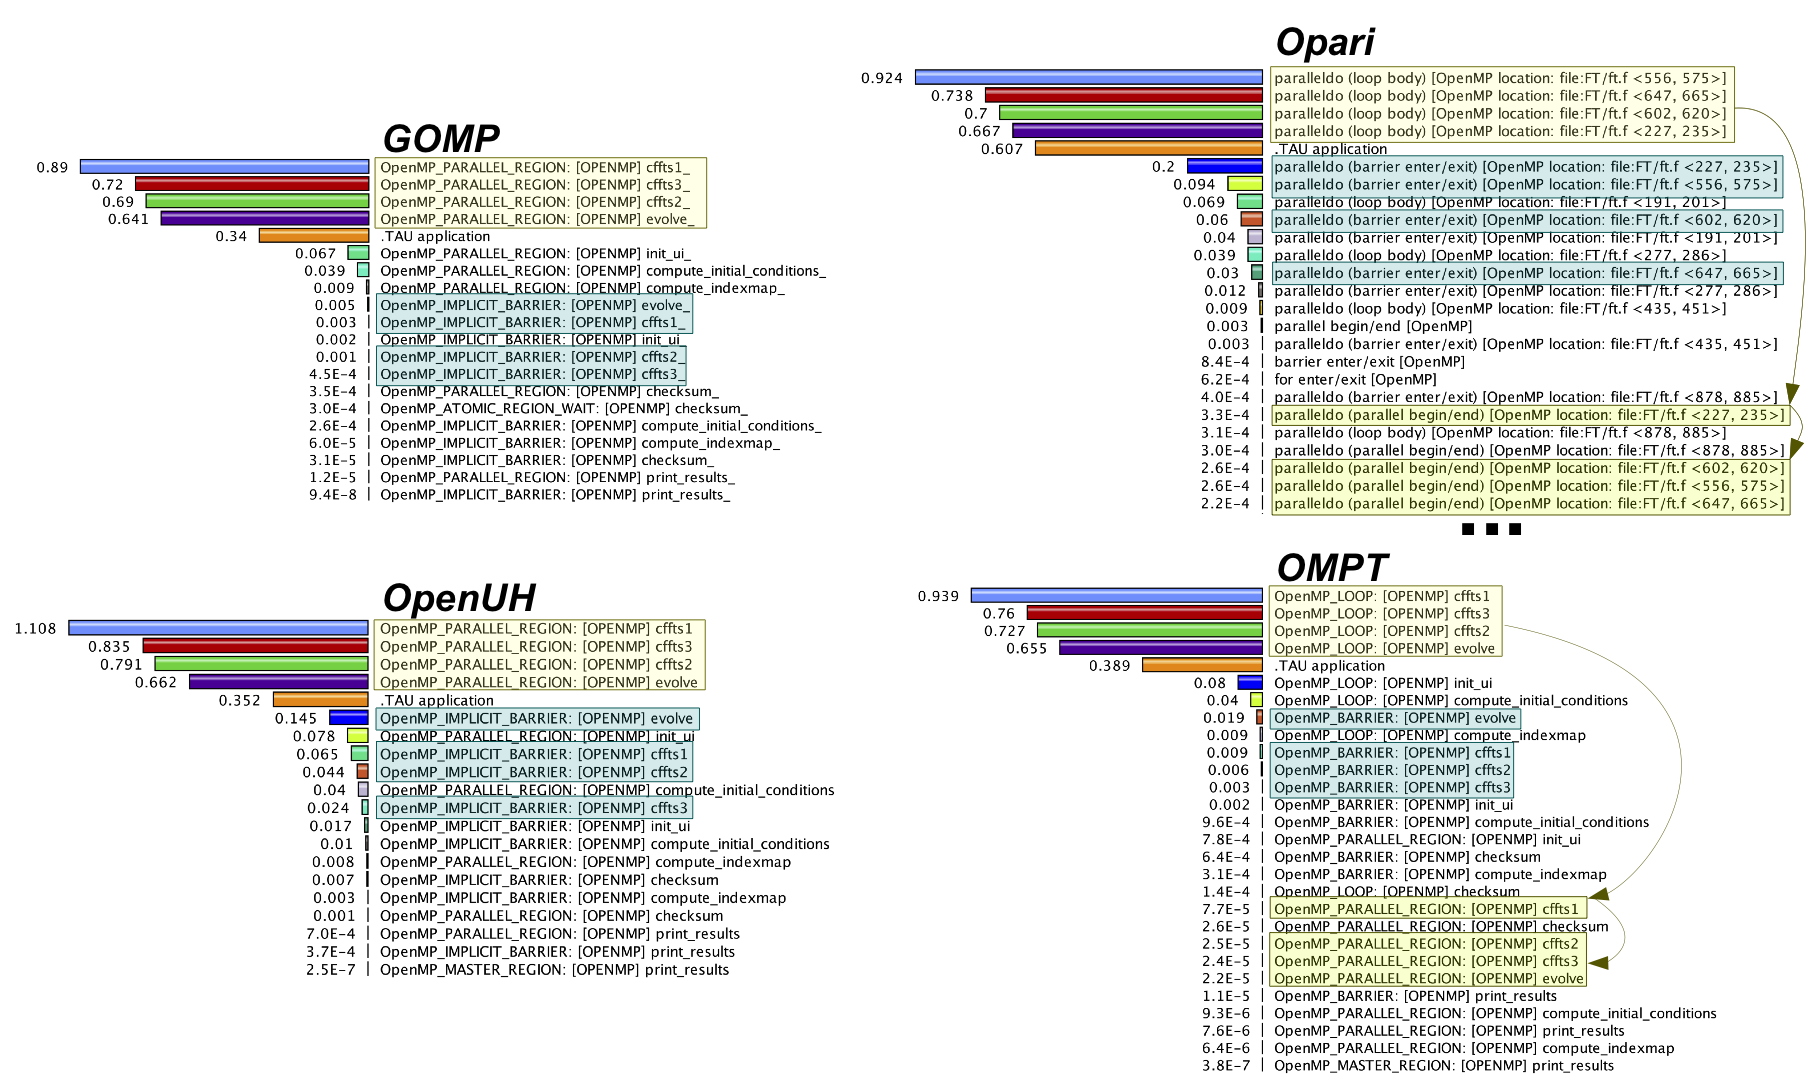 GOMP
0.89 OpenMP_PARALLEL_REGION: [OPENMP] cffts1_
0.72 OpenMP_PARALLEL_REGION: [OPENMP] cffts3_
0.69 OpenMP_PARALLEL_REGION: [OPENMP] cffts2_
0.641 OpenMP_PARALLEL_REGION: [OPENMP] evolve_
0.34 .TAU application
0.067 OpenMP_PARALLEL_REGION: [OPENMP] init_ui_
0.039 OpenMP_PARALLEL_REGION: [OPENMP] compute_initial_conditions_
0.009 OpenMP_PARALLEL_REGION: [OPENMP] compute_indexmap_
0.005 OpenMP_IMPLICIT_BARRIER: [OPENMP] evolve_
0.003 OpenMP_IMPLICIT_BARRIER: [OPENMP] cffts1_
0.002 OpenMP_IMPLICIT_BARRIER: [OPENMP] init_ui_
0.001 OpenMP_IMPLICIT_BARRIER: [OPENMP] cffts2_
4.5E-4 OpenMP_IMPLICIT_BARRIER: [OPENMP] cffts3_
3.5E-4 OpenMP_PARALLEL_REGION: [OPENMP] checksum_
3.0E-4 OpenMP_ATOMIC_REGION_WAIT: [OPENMP] checksum_
2.6E-4 OpenMP_IMPLICIT_BARRIER: [OPENMP] compute_initial_conditions_
6.0E-5 OpenMP_IMPLICIT_BARRIER: [OPENMP] compute_indexmap_
3.1E-5 OpenMP_IMPLICIT_BARRIER: [OPENMP] checksum_
1.2E-5 OpenMP_PARALLEL_REGION: [OPENMP] print_results_
9.4E-8 OpenMP_IMPLICIT_BARRIER: [OPENMP] print_results_
Opari
0.924 paralleldo (loop body) [OpenMP location: file:FT/ft.f <556, 575>]
0.738 paralleldo (loop body) [OpenMP location: file:FT/ft.f <647, 665>]
0.7 paralleldo (loop body) [OpenMP location: file:FT/ft.f <602, 620>]
0.667 paralleldo (loop body) [OpenMP location: file:FT/ft.f <227, 235>]
0.607 .TAU application
0.2 paralleldo (barrier enter/exit) [OpenMP location: file:FT/ft.f <227, 235>]
0.094 paralleldo (barrier enter/exit) [OpenMP location: file:FT/ft.f <556, 575>]
0.069 paralleldo (loop body) [OpenMP location: file:FT/ft.f <191, 201>]
0.06 paralleldo (barrier enter/exit) [OpenMP location: file:FT/ft.f <602, 620>]
0.04 paralleldo (barrier enter/exit) [OpenMP location: file:FT/ft.f <191, 201>]
0.039 paralleldo (loop body) [OpenMP location: file:FT/ft.f <277, 286>]
0.03 paralleldo (barrier enter/exit) [OpenMP location: file:FT/ft.f <647, 665>]
0.012 paralleldo (barrier enter/exit) [OpenMP location: file:FT/ft.f <277, 286>]
0.009 paralleldo (loop body) [OpenMP location: file:FT/ft.f <435, 451>]
0.003 parallel begin/end [OpenMP]
0.003 paralleldo (barrier enter/exit) [OpenMP location: file:FT/ft.f <435, 451>]
8.4E-4 barrier enter/exit [OpenMP]
6.2E-4 for enter/exit [OpenMP]
4.0E-4 paralleldo (barrier enter/exit) [OpenMP location: file:FT/ft.f <878, 885>]
3.3E-4 paralleldo (parallel begin/end) [OpenMP location: file:FT/ft.f <227, 235>]
3.1E-4 paralleldo (loop body) [OpenMP location: file:FT/ft.f <878, 885>]
3.0E-4 paralleldo (parallel begin/end) [OpenMP location: file:FT/ft.f <878, 885>]
2.6E-4 paralleldo (parallel begin/end) [OpenMP location: file:FT/ft.f <602, 620>]
2.6E-4 paralleldo (parallel begin/end) [OpenMP location: file:FT/ft.f <556, 575>]
2.2E-4 paralleldo (parallel begin/end) [OpenMP location: file:FT/ft.f <647, 665>]
...
OpenUH
1.108 OpenMP_PARALLEL_REGION: [OPENMP] cffts1
0.835 OpenMP_PARALLEL_REGION: [OPENMP] cffts3
0.791 OpenMP_PARALLEL_REGION: [OPENMP] cffts2
0.662 OpenMP_PARALLEL_REGION: [OPENMP] evolve
0.352 .TAU application
0.145 OpenMP_IMPLICIT_BARRIER: [OPENMP] evolve
0.078 OpenMP_PARALLEL_REGION: [OPENMP] init_ui
0.065 OpenMP_IMPLICIT_BARRIER: [OPENMP] cffts1
0.044 OpenMP_IMPLICIT_BARRIER: [OPENMP] cffts2
0.04 OpenMP_PARALLEL_REGION: [OPENMP] compute_initial_conditions
0.024 OpenMP_IMPLICIT_BARRIER: [OPENMP] cffts3
0.017 OpenMP_IMPLICIT_BARRIER: [OPENMP] init_ui
0.01 OpenMP_IMPLICIT_BARRIER: [OPENMP] compute_initial_conditions
0.008 OpenMP_PARALLEL_REGION: [OPENMP] compute_indexmap
0.007 OpenMP_IMPLICIT_BARRIER: [OPENMP] checksum
0.003 OpenMP_IMPLICIT_BARRIER: [OPENMP] compute_indexmap
0.001 OpenMP_PARALLEL_REGION: [OPENMP] checksum
7.0E-4 OpenMP_PARALLEL_REGION: [OPENMP] print_results
3.7E-4 OpenMP_IMPLICIT_BARRIER: [OPENMP] print_results
2.5E-7 OpenMP_MASTER_REGION: [OPENMP] print_results
OMPT
0.939 OpenMP_LOOP: [OPENMP] cffts1
0.76 OpenMP_LOOP: [OPENMP] cffts3
0.727 OpenMP_LOOP: [OPENMP] cffts2
0.655 OpenMP_LOOP: [OPENMP] evolve
0.389 .TAU application
0.08 OpenMP_LOOP: [OPENMP] init_ui
0.04 OpenMP_LOOP: [OPENMP] compute_initial_conditions
0.019 OpenMP_BARRIER: [OPENMP] evolve
0.009 OpenMP_LOOP: [OPENMP] compute_indexmap
0.009 OpenMP_BARRIER: [OPENMP] cffts1
0.006 OpenMP_BARRIER: [OPENMP] cffts2
0.003 OpenMP_BARRIER: [OPENMP] cffts3
0.002 OpenMP_BARRIER: [OPENMP] init_ui
9.6E-4 OpenMP_BARRIER: [OPENMP] compute_initial_conditions
7.8E-4 OpenMP_PARALLEL_REGION: [OPENMP] init_ui
6.4E-4 OpenMP_BARRIER: [OPENMP] checksum
3.1E-4 OpenMP_BARRIER: [OPENMP] compute_indexmap
1.4E-4 OpenMP_LOOP: [OPENMP] checksum
7.7E-5 OpenMP_PARALLEL_REGION: [OPENMP] cffts1
2.6E-5 OpenMP_PARALLEL_REGION: [OPENMP] checksum
2.5E-5 OpenMP_PARALLEL_REGION: [OPENMP] cffts2
2.4E-5 OpenMP_PARALLEL_REGION: [OPENMP] cffts3
2.2E-5 OpenMP_PARALLEL_REGION: [OPENMP] evolve
1.1E-5 OpenMP_BARRIER: [OPENMP] print_results
9.3E-6 OpenMP_PARALLEL_REGION: [OPENMP] compute_initial_conditions
7.6E-6 OpenMP_PARALLEL_REGION: [OPENMP] print_results
6.4E-6 OpenMP_PARALLEL_REGION: [OPENMP] compute_indexmap
3.8E-7 OpenMP_MASTER_REGION: [OPENMP] print_results